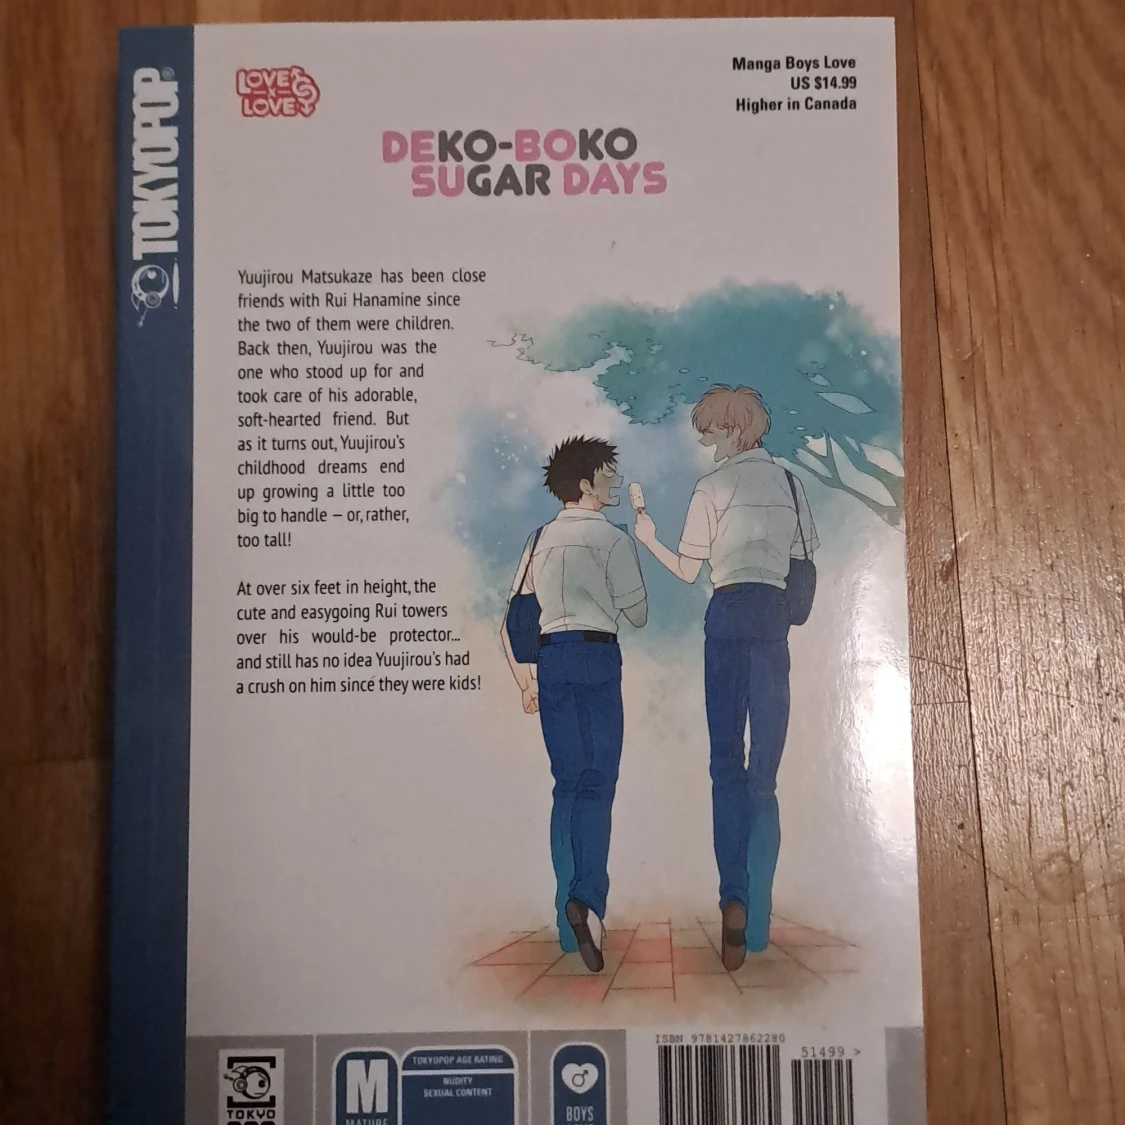 TOKYOPOP®
LOVE
x
LOVE
Manga Boys Love
US $14.99
Higher in Canada
DEKO-BOKO
SUGAR DAYS
Yuujirou Matsukaze has been close
friends with Rui Hanamine since
the two of them were children.
Back then, Yuujirou was the
one who stood up for and
took care of his adorable,
soft-hearted friend. But
as it turns out, Yuujirou's
childhood dreams end
up growing a little too
big to handle – or, rather,
too tall!
At over six feet in height, the
cute and easygoing Rui towers
over his would-be protector...
and still has no idea Yuujirou's had
a crush on him since they were kids!
TOKYO
M
MATURE
TOKYOPOP AGE RATING
NUDITY
SEXUAL CONTENT
BOYS
ISBN 9781427862280
51499 >